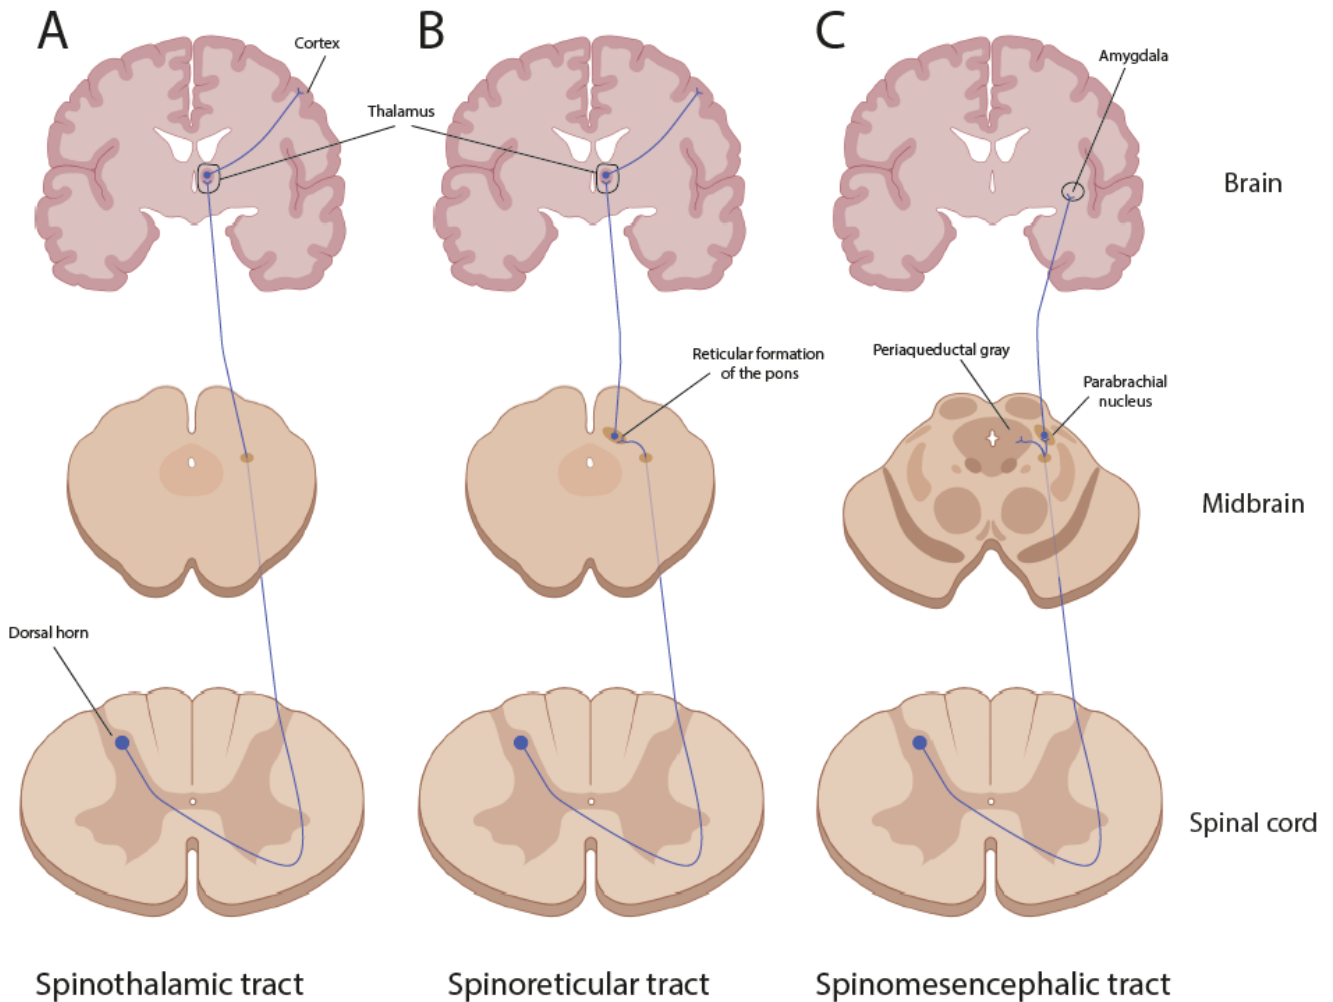 A
B
C
Cortex
Thalamus
Amygdala
Brain
Reticular formation
of the pons
Periaqueductal gray
Parabrachial
nucleus
Midbrain
Dorsal horn
Spinal cord
Spinothalamic tract
Spinoreticular tract
Spinomesencephalic tract